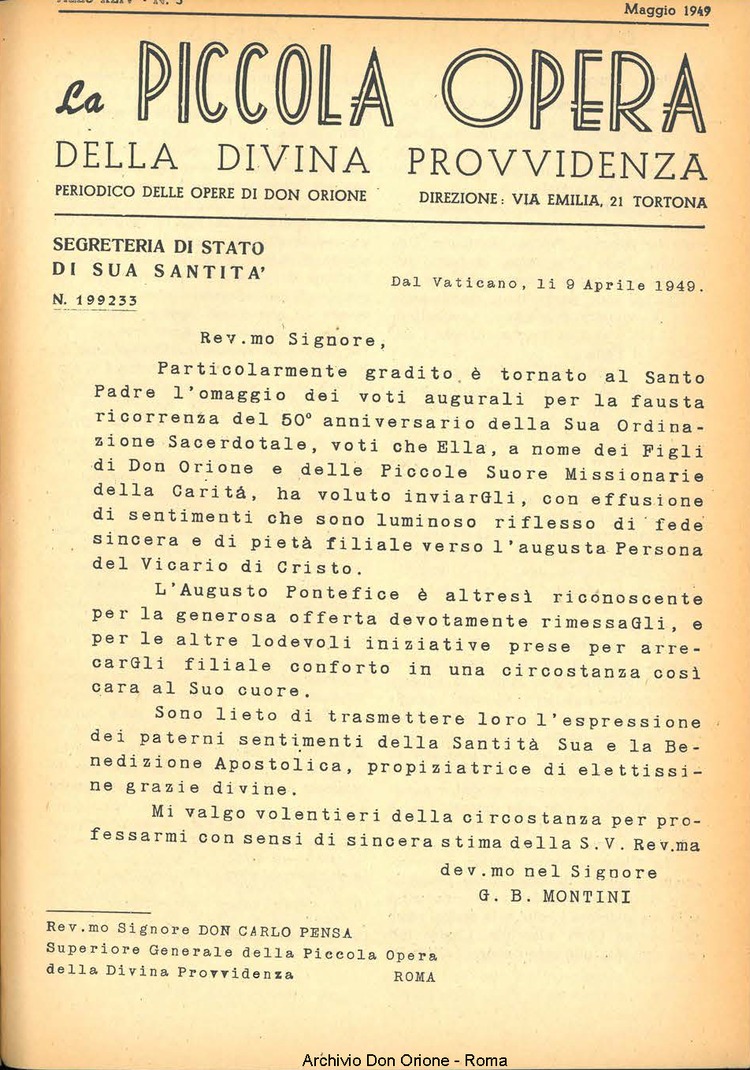 Maggio 1949
La PICCOLA OPERA
DELLA DIVINA PROVVIDENZA
PERIODICO DELLE OPERE DI DON ORIONE DIREZIONE: VIA EMILIA, 21 TORTONA
SEGRETERIA DI STATO
DI SUA SANTITA'
N. 199233
Dal Vaticano, li 9 Aprile 1949.
Rev.mo Signore,
Particolarmente gradito è tornato al Santo
Padre l'omaggio dei voti augurali per la fausta
ricorrenza del 50° anniversario della Sua Ordina-
zione Sacerdotale, voti che Ella, a nome dei Figli
di Don Orione e delle Piccole Suore Missionarie
della Carità, ha voluto inviarGli, con effusione
di sentimenti che sono luminoso riflesso di fede
sincera e di pietà filiale verso l'augusta Persona
del Vicario di Cristo.
L'Augusto Pontefice è altresì riconoscente
per la generosa offerta devotamente rimessaGli, e
per le altre lodevoli iniziative prese per arre-
carGli filiale conforto in una circostanza così
cara al Suo cuore.
Sono lieto di trasmettere loro l'espressione
dei paterni sentimenti della Santità Sua e la Be-
nedizione Apostolica, propiziatrice di elettissi-
ne grazie divine.
Mi valgo volentieri della circostanza per pro-
fessarmi con sensi di sincera stima della S.V. Rev.ma
dev.mo nel Signore
G. B. MONTINI
Rev.mo Signore DON CARLO PENSA
Superiore Generale della Piccola Opera
della Divina Provvidenza ROMA
Archivio Don Orione - Roma